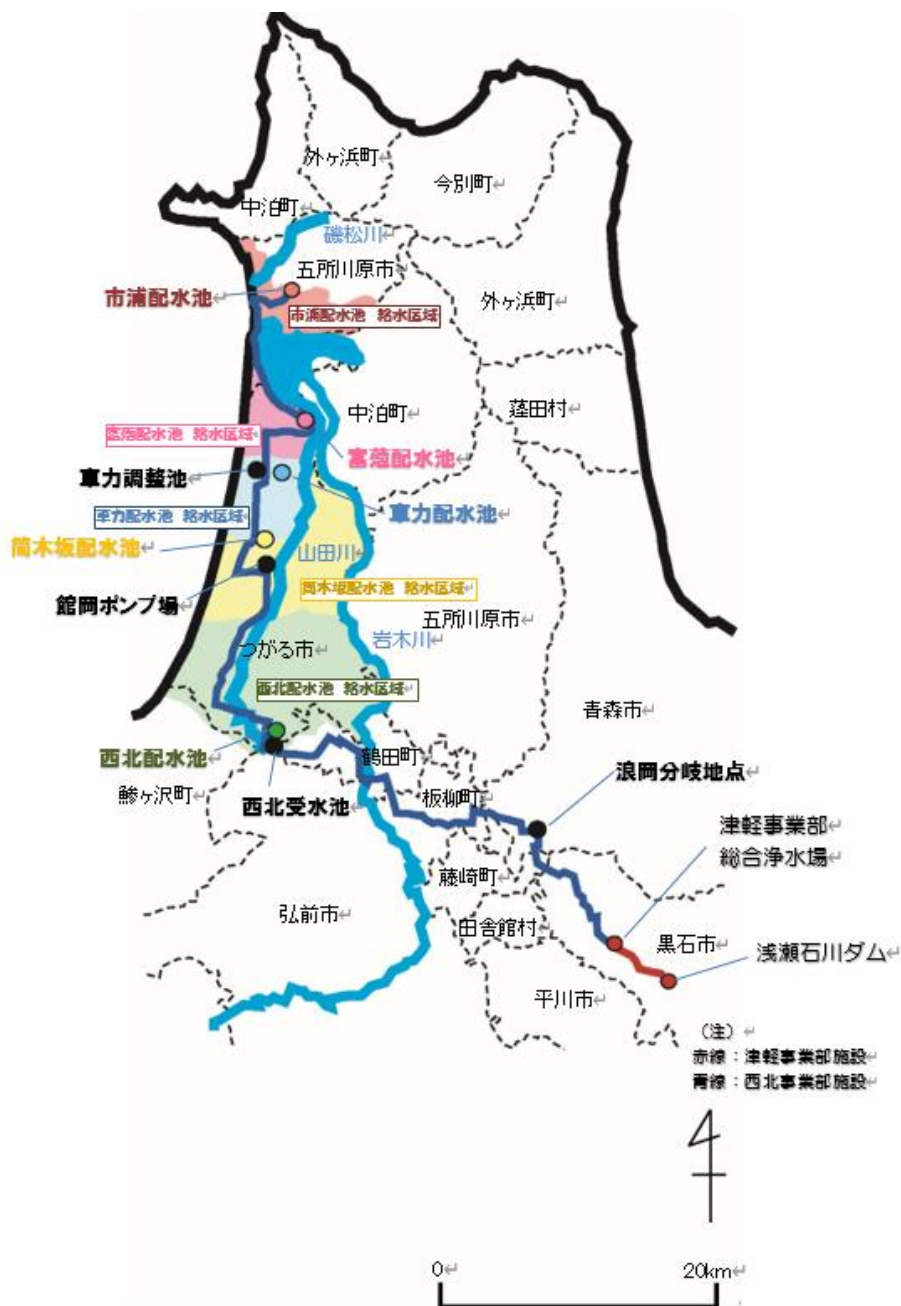 外ヶ浜町
今別町
中泊町
磯松川
五所川原市
市浦配水池
外ヶ浜町
市浦配水池 給水区域
中泊町
蓬田村
富萢配水池 給水区域
富萢配水池
車力調整池
車力配水池
車力配水池 給水区域
筒木坂配水池
山田川
筒木坂配水池 給水区域
館岡ポンプ場
五所川原市
つがる市
岩木川
西北配水池 給水区域
青森市
西北配水池
鶴田町
浪岡分岐地点
鰺ヶ沢町
西北受水池
板柳町
津軽事業部
総合浄水場
藤崎町
弘前市
田舎館村
黒石市
浅瀬石川ダム
平川市
(注)
赤線:津軽事業部施設
青線:西北事業部施設
0
20km